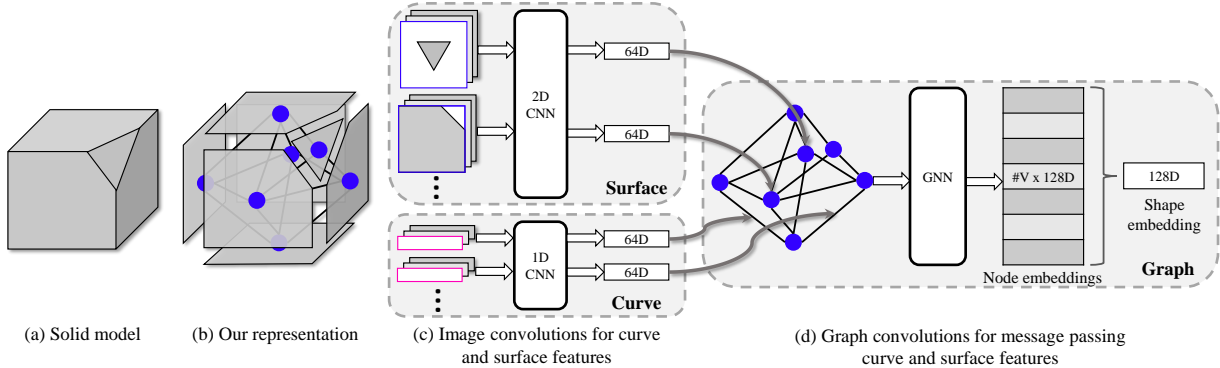 2D
CNN
64D
64D
Surface
1D
CNN
64D
64D
Curve
GNN
#V x 128D
128D
Shape
embedding
Node embeddings
Graph
(a) Solid model
(b) Our representation
(c) Image convolutions for curve
and surface features
(d) Graph convolutions for message passing
curve and surface features